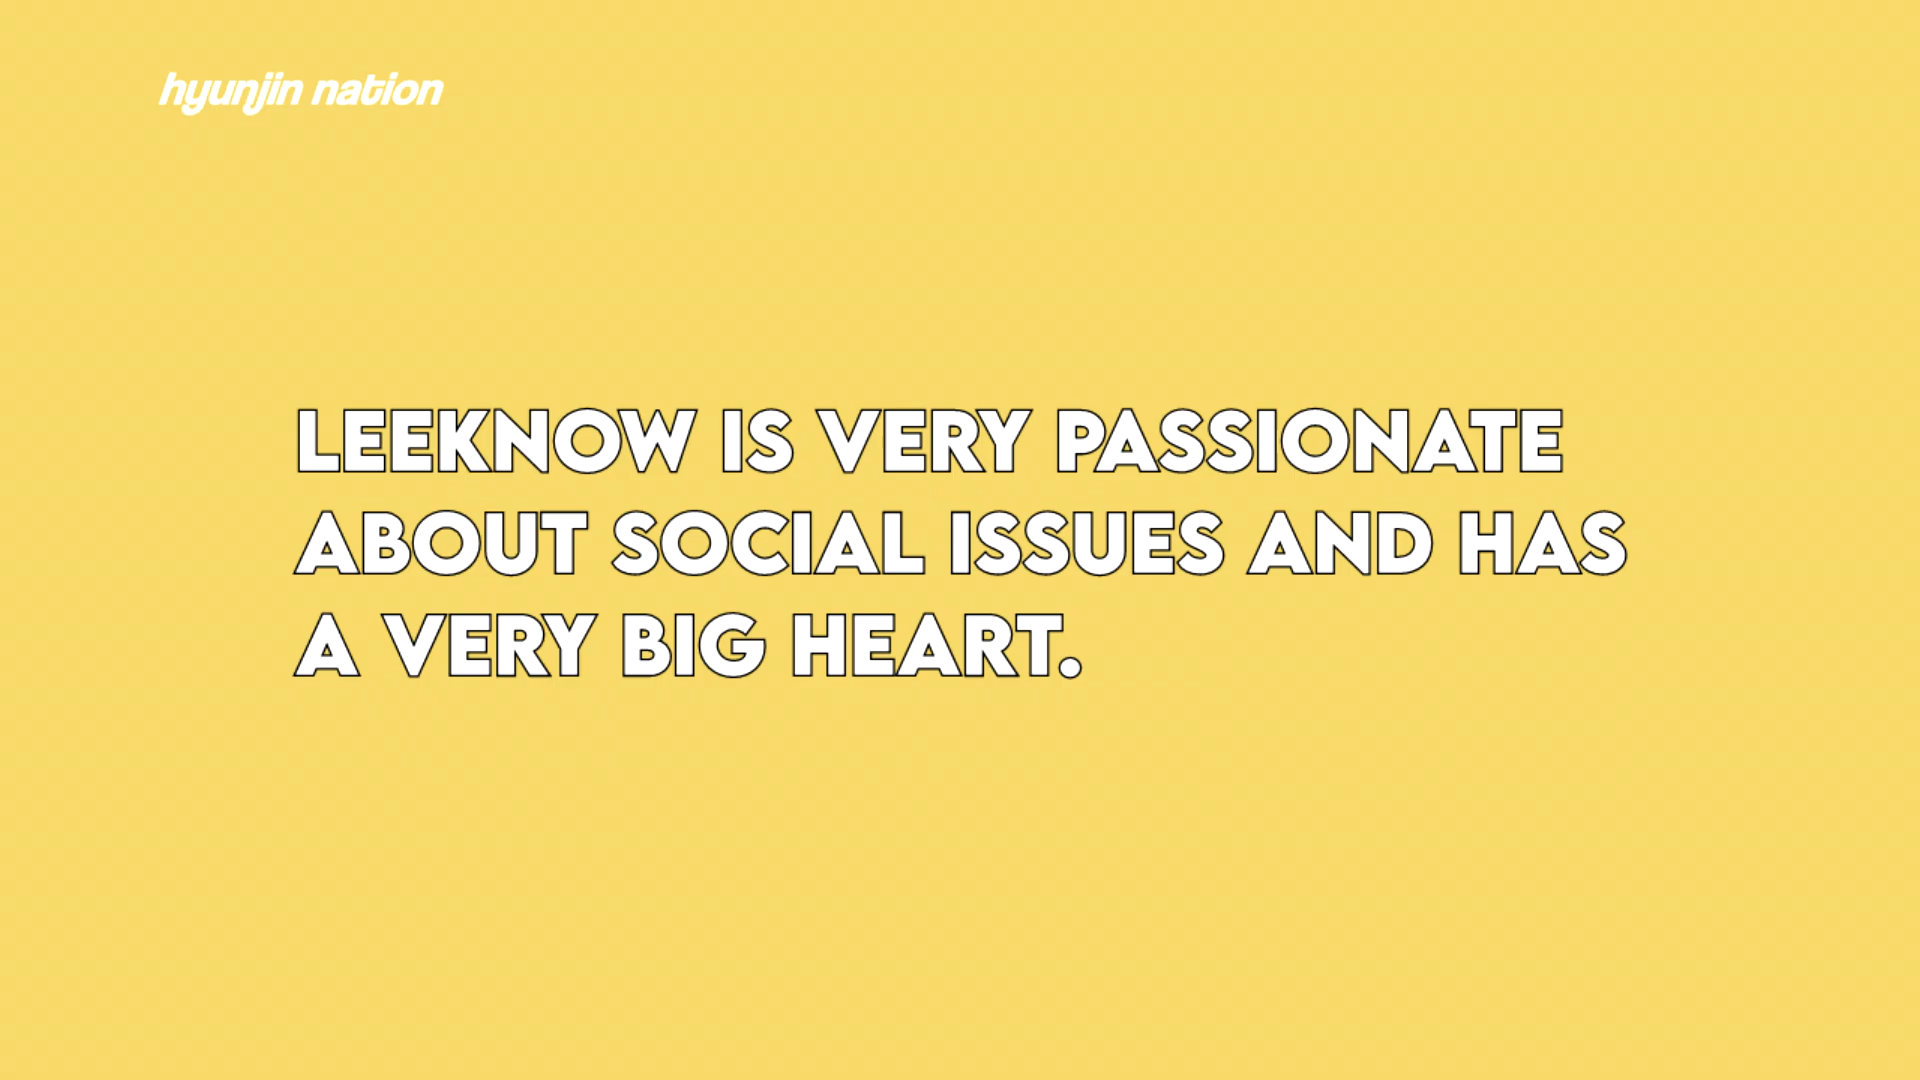 hyunjin nation
LEEKNOW IS VERY PASSIONATE
ABOUT SOCIAL ISSUES AND HAS
A VERY BIG HEART.